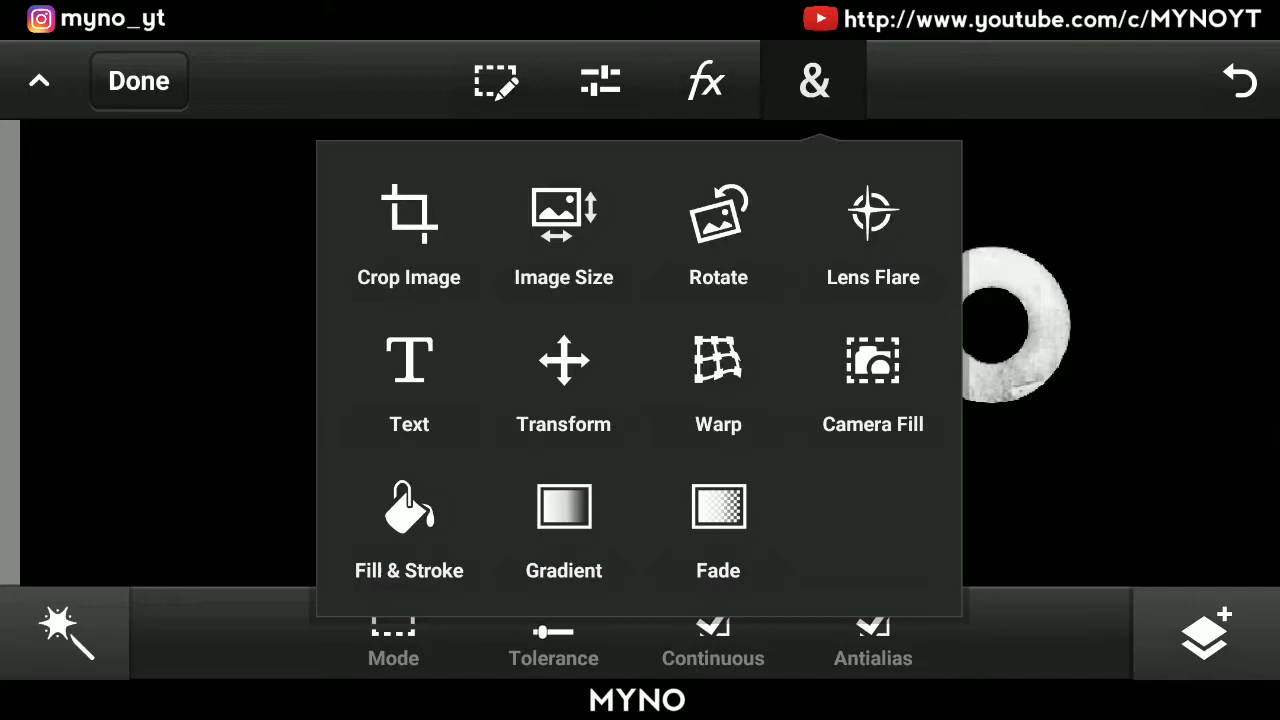 myno_yt
http://www.youtube.com/c/MYNOYT
Done
fx
&
Crop Image
Image Size
Rotate
Lens Flare
T
Text
Transform
Warp
Camera Fill
Fill & Stroke
Gradient
Fade
Mode
Tolerance
Continuous
Antialias
MYNO